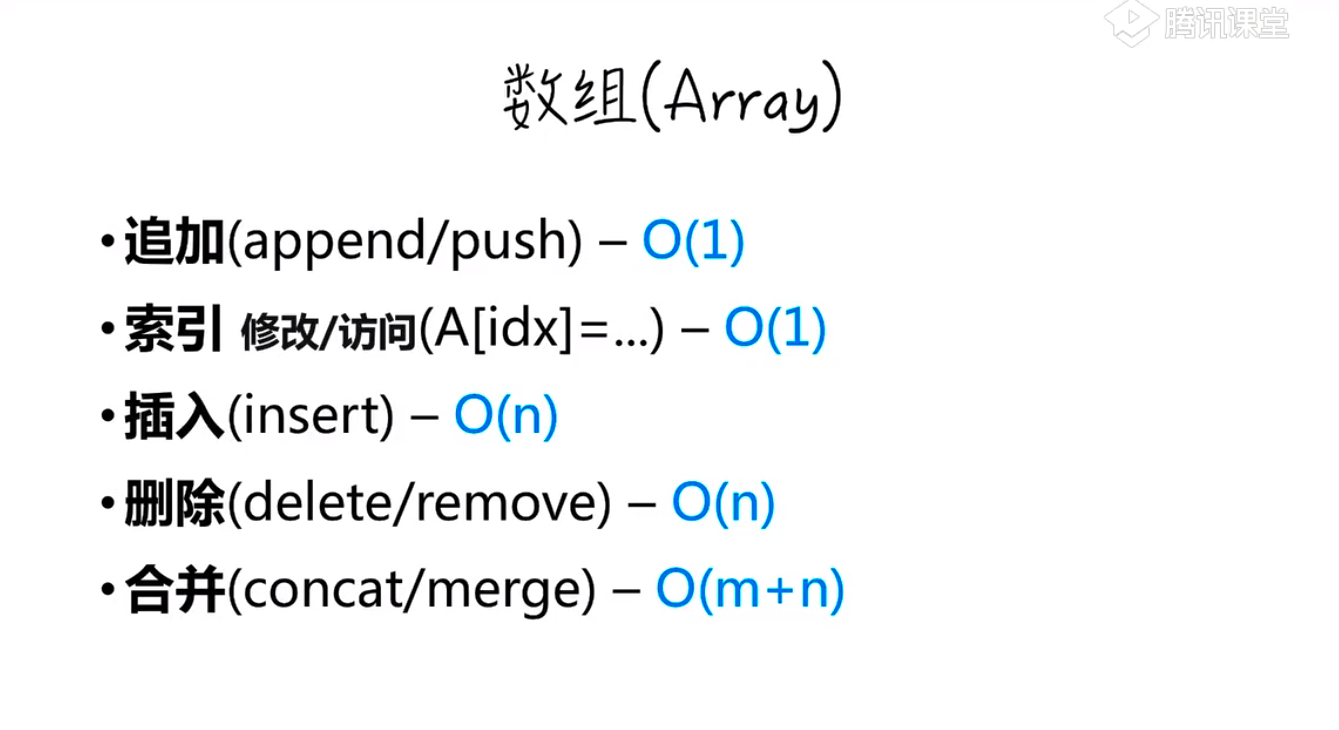 腾讯课堂
数组(Array)
•追加(append/push) – O(1)
•索引 修改/访问(A[idx]=...) – O(1)
•插入(insert) – O(n)
•删除(delete/remove) – O(n)
•合并(concat/merge) – O(m+n)